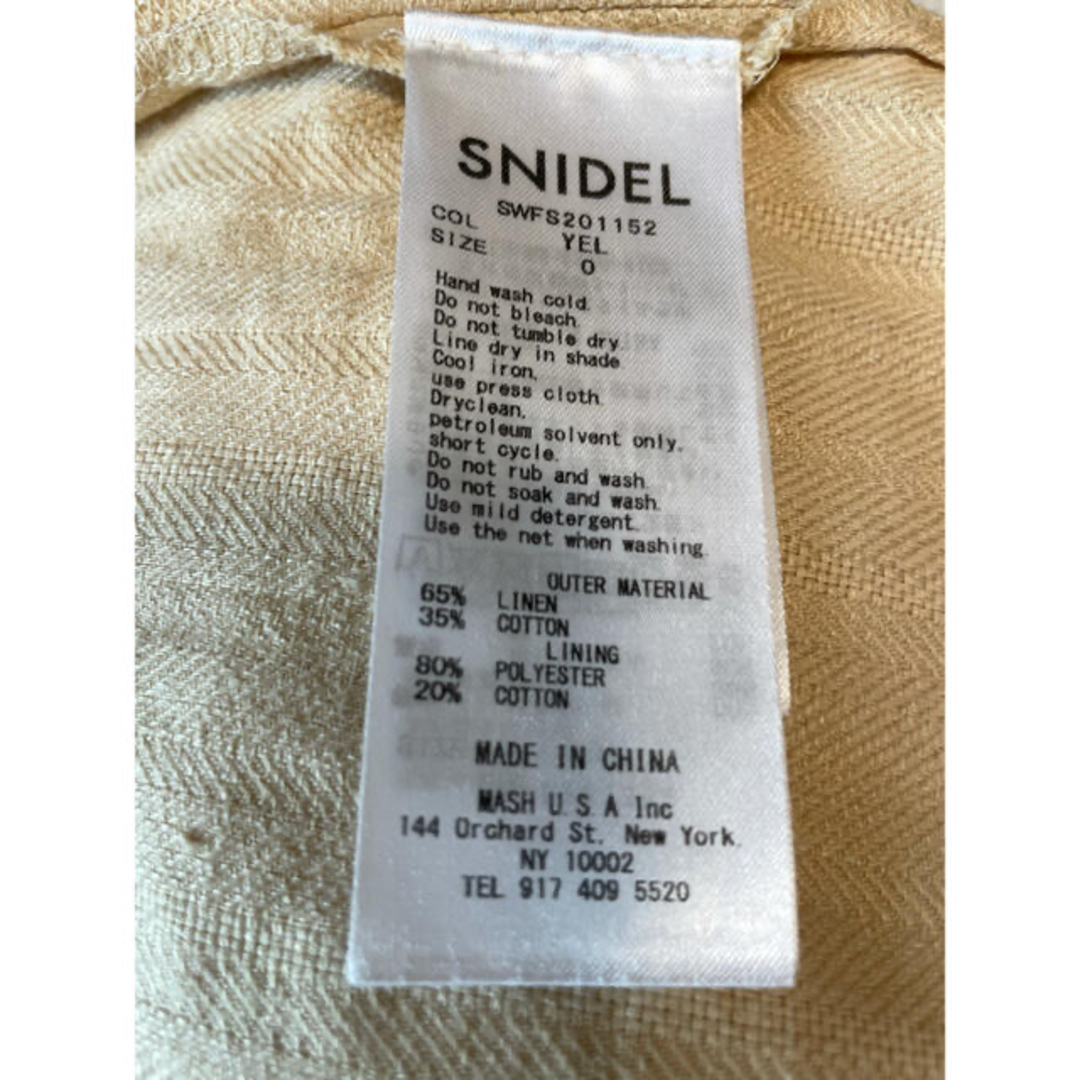 SNIDEL
SWFS201152
COL YEL
SIZE 0
Hand wash cold.
Do not bleach.
Do not tumble dry.
Line dry in shade
Cool iron,
use press cloth.
Dryclean,
petroleum solvent only,
short cycle.
Do not rub and wash.
Do not soak and wash.
Use mild detergent.
Use the net when washing.
OUTER MATERIAL
65% LINEN
35% COTTON
LINING
80% POLYESTER
20% COTTON
MADE IN CHINA
MASH U.S.A Inc
144 Orchard St. New York.
NY 10002
TEL 917 409 5520